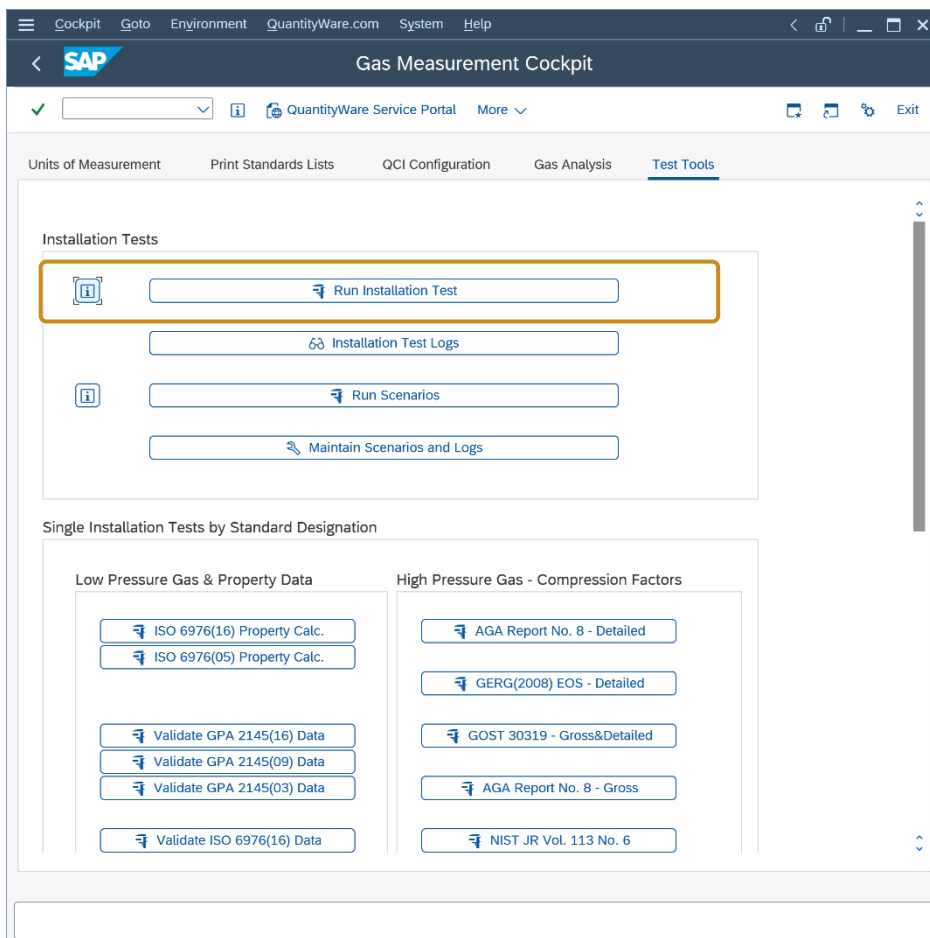 Cockpit Goto Environment QuantityWare.com System Help
SAP Gas Measurement Cockpit
QuantityWare Service Portal More Exit
Units of Measurement Print Standards Lists QCI Configuration Gas Analysis Test Tools
Installation Tests
Run Installation Test
Installation Test Logs
Run Scenarios
Maintain Scenarios and Logs
Single Installation Tests by Standard Designation
Low Pressure Gas & Property Data High Pressure Gas - Compression Factors
ISO 6976(16) Property Calc. AGA Report No. 8 - Detailed
ISO 6976(05) Property Calc.
GERG(2008) EOS - Detailed
Validate GPA 2145(16) Data GOST 30319 - Gross&Detailed
Validate GPA 2145(09) Data
Validate GPA 2145(03) Data AGA Report No. 8 - Gross
Validate ISO 6976(16) Data NIST JR Vol. 113 No. 6